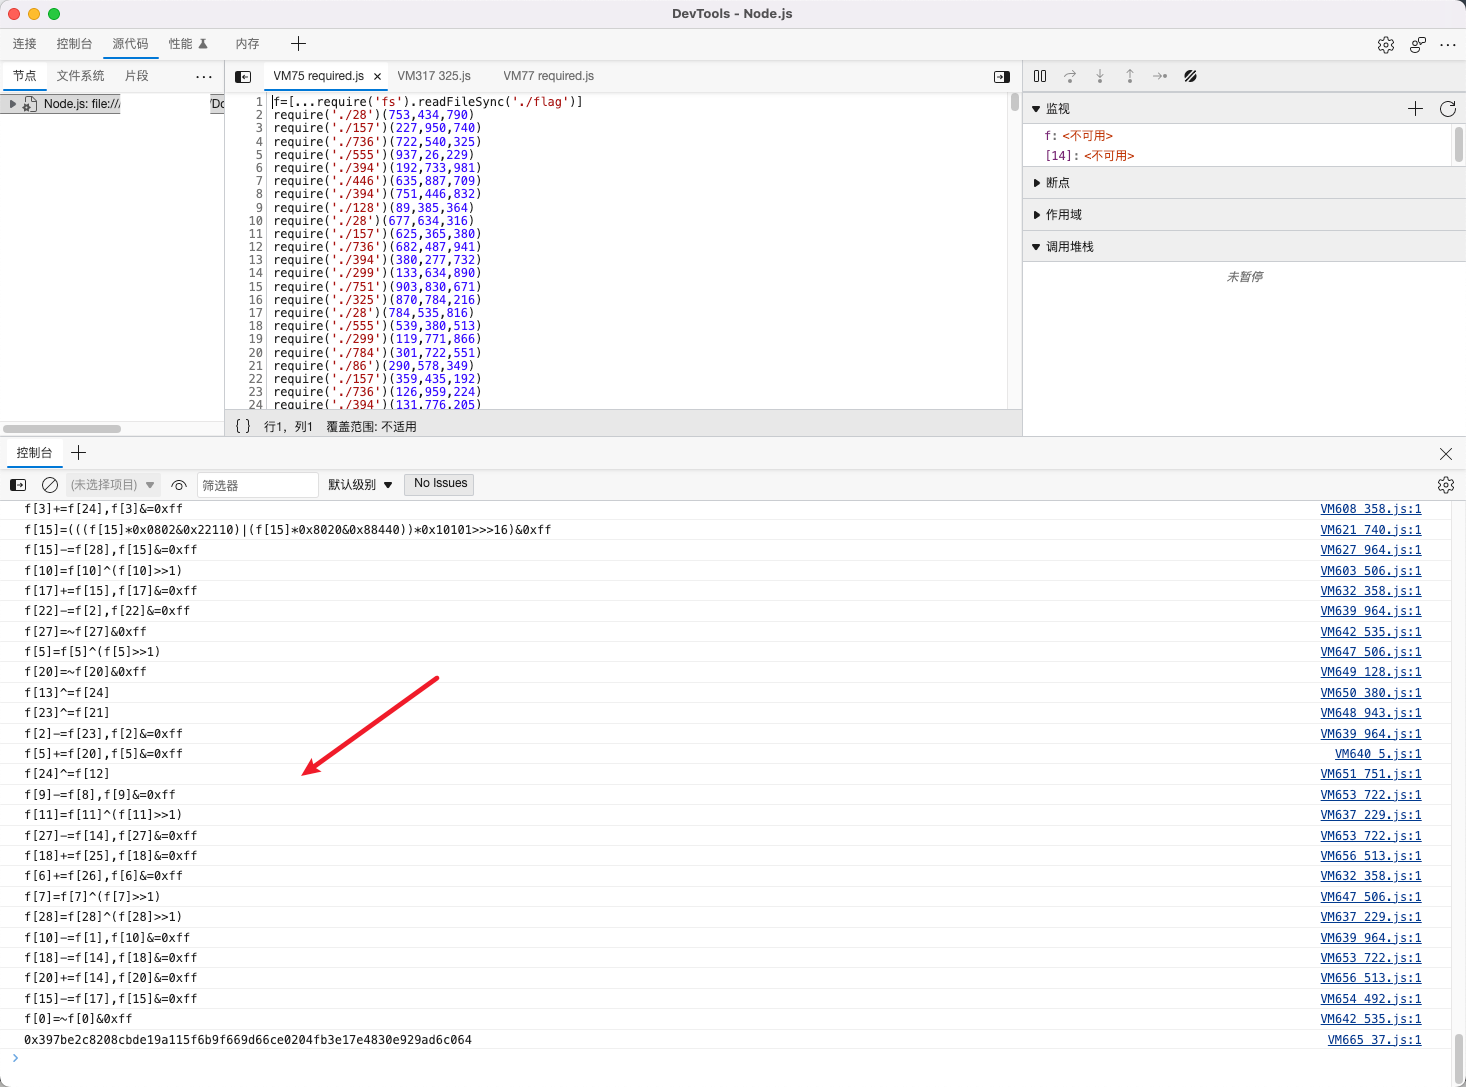 DevTools - Node.js
连接 控制台 源代码 性能 内存
节点 文件系统 片段 ...
VM75 required.js × VM317 325.js VM77 required.js
Node.js: file:// /Do
1 f=[...require('fs').readFileSync('./flag')]
2 require('./28')(753,434,790)
3 require('./157')(227,950,740)
4 require('./736')(722,540,325)
5 require('./555')(937,26,229)
6 require('./394')(192,733,981)
7 require('./446')(635,887,709)
8 require('./394')(751,446,832)
9 require('./128')(89,385,364)
10 require('./28')(677,634,316)
11 require('./157')(625,365,380)
12 require('./736')(682,487,941)
13 require('./394')(380,277,732)
14 require('./299')(133,634,890)
15 require('./751')(903,830,671)
16 require('./325')(870,784,216)
17 require('./28')(784,535,816)
18 require('./555')(539,380,513)
19 require('./299')(119,771,866)
20 require('./784')(301,722,551)
21 require('./86')(290,578,349)
22 require('./157')(359,435,192)
23 require('./736')(126,959,224)
24 require('./394')(131,776,205)
{ } 行1，列1 覆盖范围: 不适用
监视
f: <不可用>
[14]: <不可用>
断点
作用域
调用堆栈
未暂停
控制台
(未选择项目) 筛选器 默认级别 No Issues
f[3]+=f[24],f[3]&=0xff VM608 358.js:1
f[15]=(((f[15]*0x0802&0x22110)|(f[15]*0x8020&0x88440))*0x10101>>>16)&0xff VM621 740.js:1
f[15]-=f[28],f[15]&=0xff VM627 964.js:1
f[10]=f[10]^(f[10]>>1) VM603 506.js:1
f[17]+=f[15],f[17]&=0xff VM632 358.js:1
f[22]-=f[2],f[22]&=0xff VM639 964.js:1
f[27]=~f[27]&0xff VM642 535.js:1
f[5]=f[5]^(f[5]>>1) VM647 506.js:1
f[20]=~f[20]&0xff VM649 128.js:1
f[13]^=f[24] VM650 380.js:1
f[23]^=f[21] VM648 943.js:1
f[2]-=f[23],f[2]&=0xff VM639 964.js:1
f[5]+=f[20],f[5]&=0xff VM640 5.js:1
f[24]^=f[12] VM651 751.js:1
f[9]-=f[8],f[9]&=0xff VM653 722.js:1
f[11]=f[11]^(f[11]>>1) VM637 229.js:1
f[27]-=f[14],f[27]&=0xff VM653 722.js:1
f[18]+=f[25],f[18]&=0xff VM656 513.js:1
f[6]+=f[26],f[6]&=0xff VM632 358.js:1
f[7]=f[7]^(f[7]>>1) VM647 506.js:1
f[28]=f[28]^(f[28]>>1) VM637 229.js:1
f[10]-=f[1],f[10]&=0xff VM639 964.js:1
f[18]-=f[14],f[18]&=0xff VM653 722.js:1
f[20]+=f[14],f[20]&=0xff VM656 513.js:1
f[15]-=f[17],f[15]&=0xff VM654 492.js:1
f[0]=~f[0]&0xff VM642 535.js:1
0x397be2c8208cbde19a115f6b9f669d66ce0204fb3e17e4830e929ad6c064 VM665 37.js:1